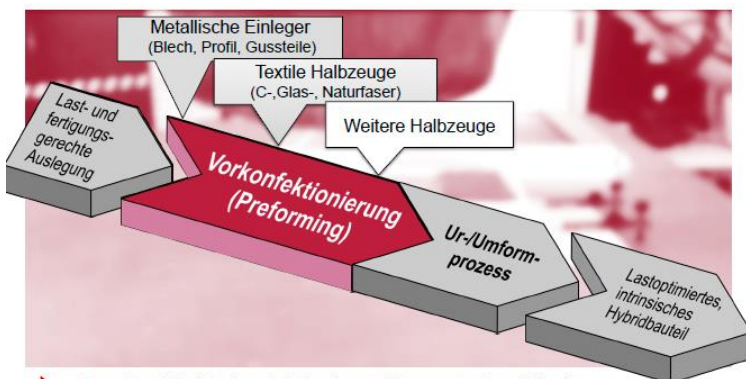 Metallische Einleger
(Blech, Profil, Gussteile)
Textile Halbzeuge
(C-,Glas-, Naturfaser)
Weitere Halbzeuge
Last- und
fertigungs-
gerechte
Auslegung
Vorkonfektionierung
(Preforming)
Ur-/Umform-
prozess
Lastoptimiertes,
intrinsisches
Hybridbauteil